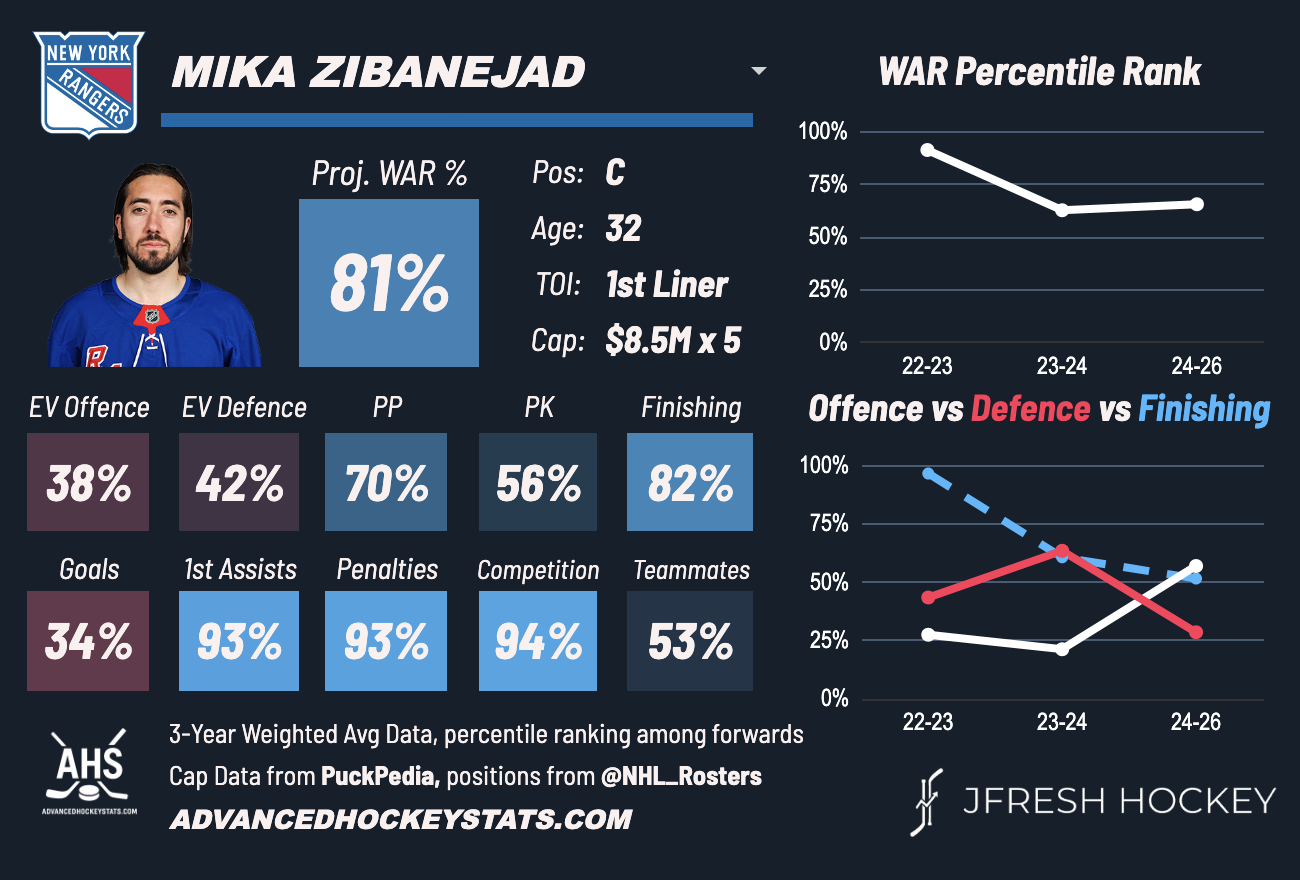 NEW YORK
RANGERS
MIKA ZIBANEJAD
Proj. WAR %
81%
Pos: C
Age: 32
TOI: 1st Liner
Cap: $8.5M x 5
EV Offence EV Defence PP PK Finishing
38% 42% 70% 56% 82%
Goals 1st Assists Penalties Competition Teammates
34% 93% 93% 94% 53%
WAR Percentile Rank
100%
75%
50%
25%
0%
22-23 23-24 24-26
Offence vs Defence vs Finishing
100%
75%
50%
25%
0%
22-23 23-24 24-26
AHS
ADVANCEDHOCKEYSTATS.COM
3-Year Weighted Avg Data, percentile ranking among forwards
Cap Data from PuckPedia, positions from @NHL_Rosters
ADVANCEDHOCKEYSTATS.COM
JFRESH HOCKEY